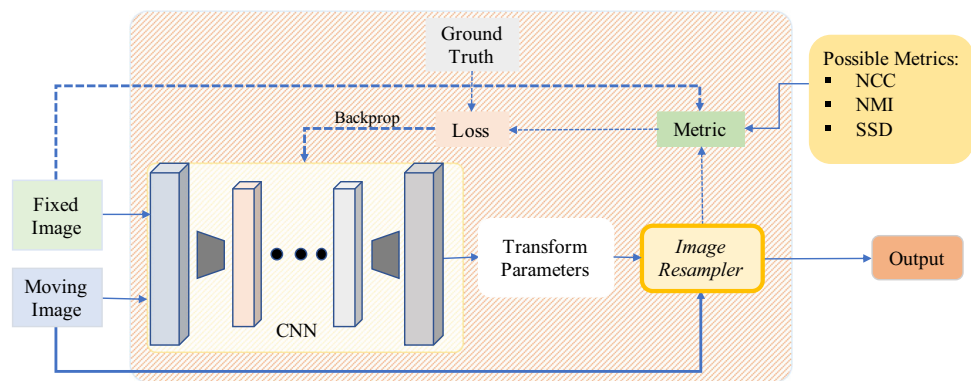 Ground
Truth
Possible Metrics:
▪ NCC
▪ NMI
▪ SSD
Backprop
Loss
Metric
Fixed
Image
Moving
Image
CNN
Transform
Parameters
Image
Resampler
Output